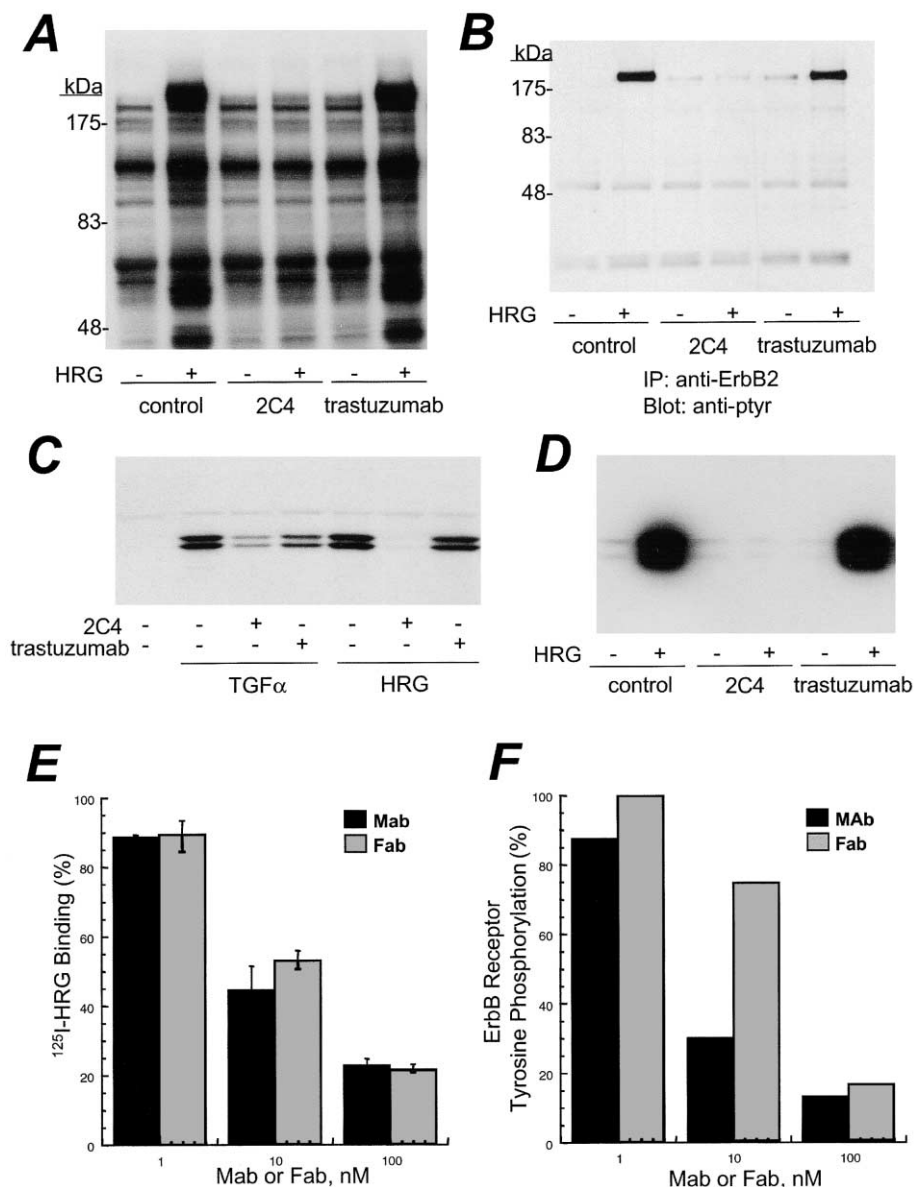 A
kDa
175-
83-
48-
HRG - + - + - +
control 2C4 trastuzumab
B
kDa
175-
83-
48-
HRG - + - + - +
control 2C4 trastuzumab
IP: anti-ErbB2
Blot: anti-ptyr
C
2C4 - - + - - + -
trastuzumab - - - + - - +
TGFα HRG
D
HRG - + - + - +
control 2C4 trastuzumab
E
125I-HRG Binding (%)
100
80
60
40
20
0
Mab
Fab
1 10 100
Mab or Fab, nM
F
ErbB Receptor
Tyrosine Phosphorylation (%)
100
80
60
40
20
0
MAb
Fab
1 10 100
Mab or Fab, nM